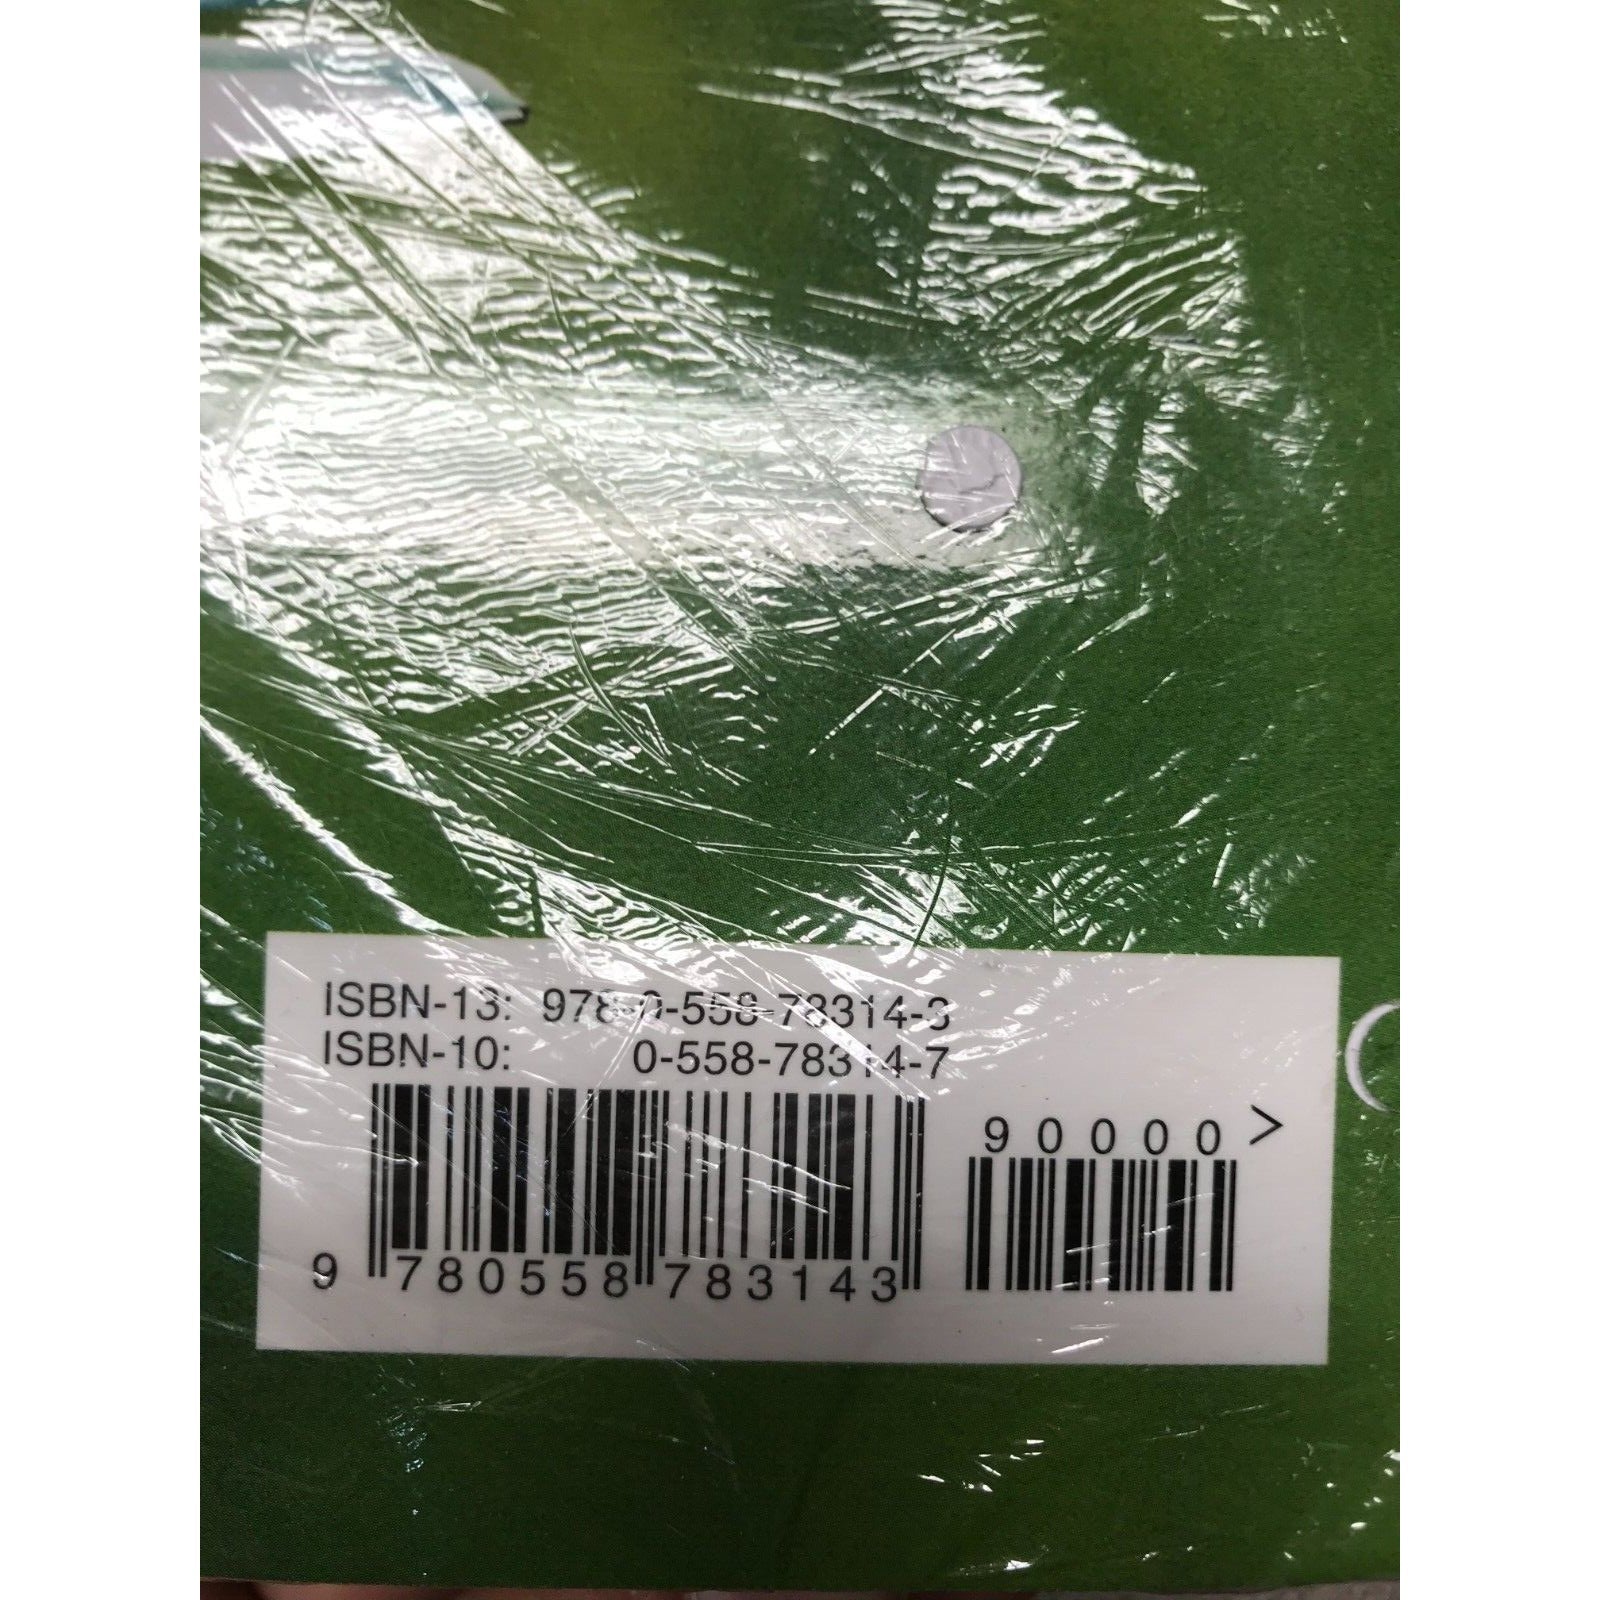 ISBN-13: 978-0-558-78314-3
ISBN-10: 0-558-78314-7
90000>
9 780558 783143